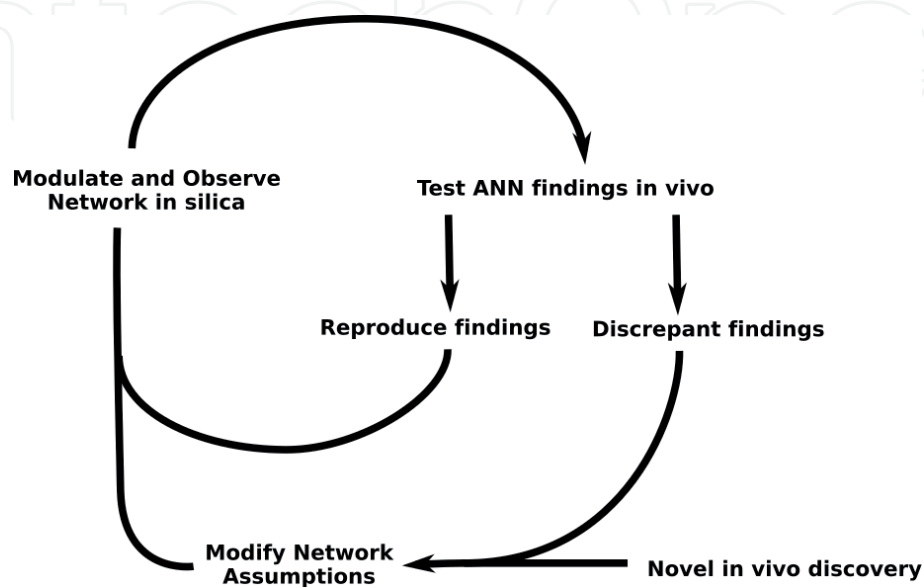 Modulate and Observe
Network in silica
Test ANN findings in vivo
Reproduce findings
Discrepant findings
Modify Network
Assumptions
Novel in vivo discovery